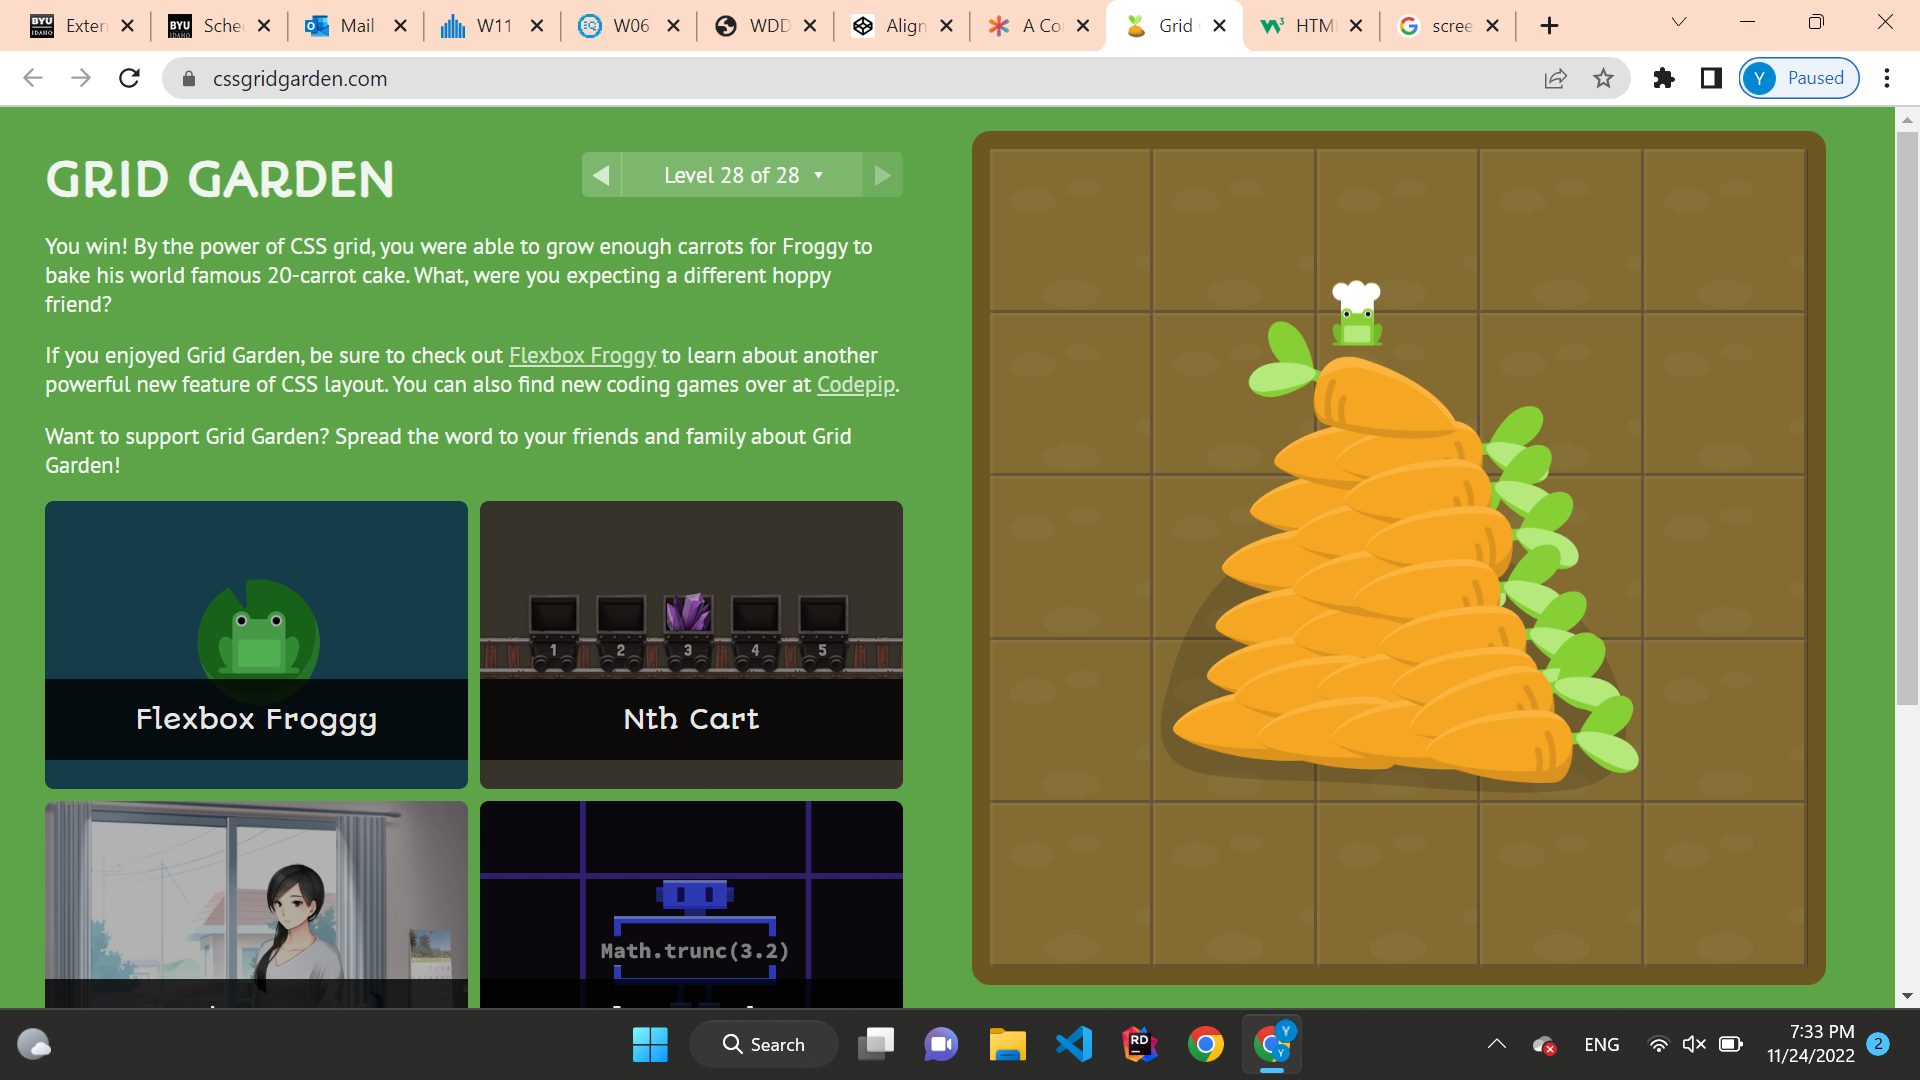 BYU
IDAHO
Exter
BYU
IDAHO
Sche
Mail
W11
W06
WDD
Align
A Co
Grid
HTM
scree
cssgridgarden.com
Y
Paused
GRID GARDEN
Level 28 of 28
You win! By the power of CSS grid, you were able to grow enough carrots for Froggy to
bake his world famous 20-carrot cake. What, were you expecting a different hoppy
friend?
If you enjoyed Grid Garden, be sure to check out Flexbox Froggy to learn about another
powerful new feature of CSS layout. You can also find new coding games over at Codepip.
Want to support Grid Garden? Spread the word to your friends and family about Grid
Garden!
1 2 3 4 5
Flexbox Froggy
Nth Cart
Math.trunc(3.2)
Search
RD
Y
Y
ENG
7:33 PM
11/24/2022
2